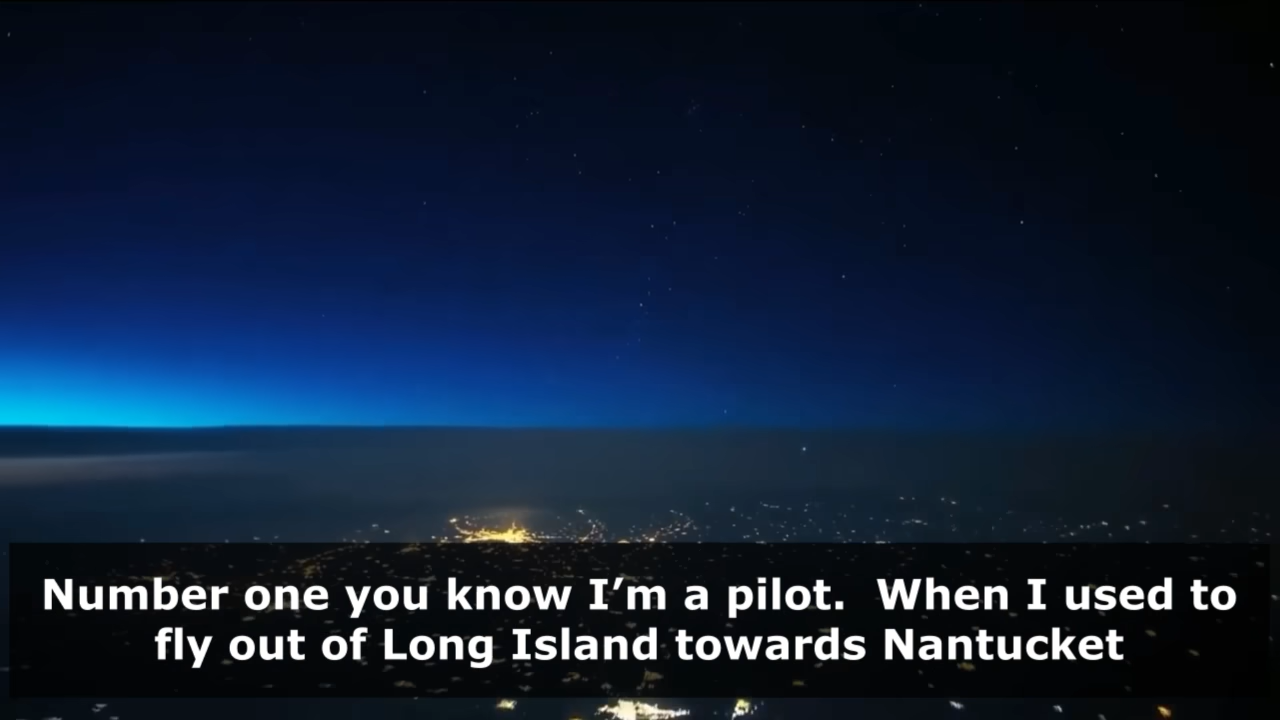 Number one you know I’m a pilot.  When I used to
fly out of Long Island towards Nantucket